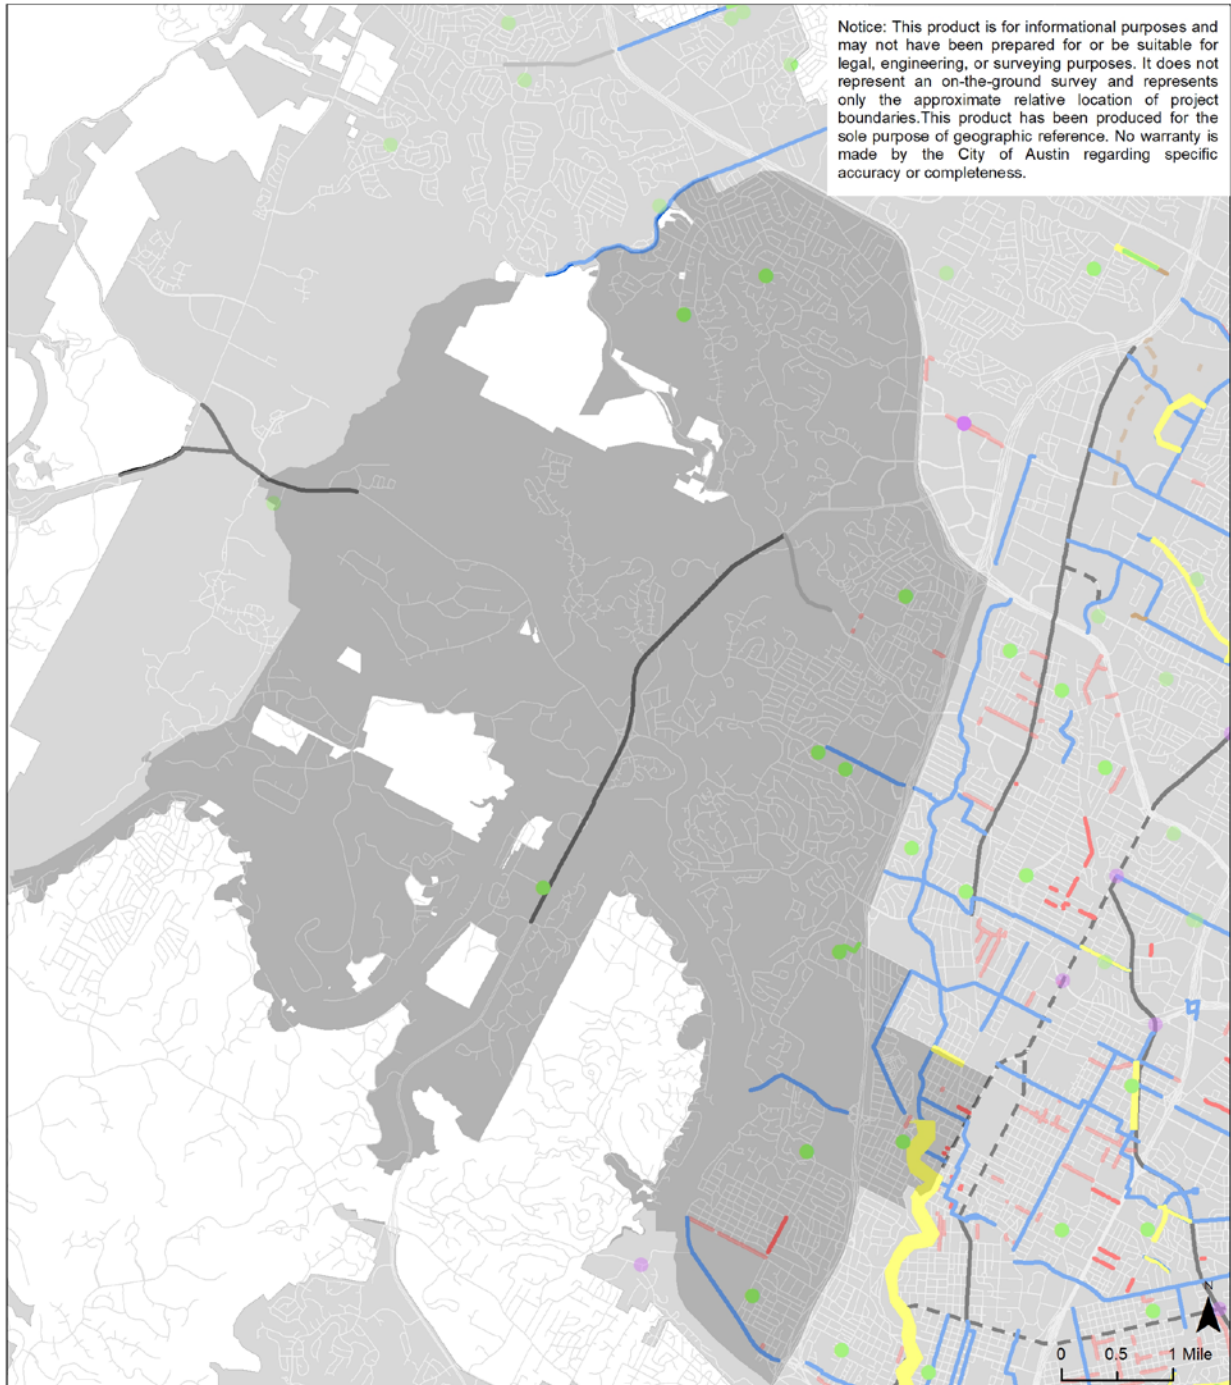 Notice: This product is for informational purposes and
may not have been prepared for or be suitable for
legal, engineering, or surveying purposes. It does not
represent an on-the-ground survey and represents
only the approximate relative location of project
boundaries.This product has been produced for the
sole purpose of geographic reference. No warranty is
made by the City of Austin regarding specific
accuracy or completeness.
N
0 0.5 1 Mile